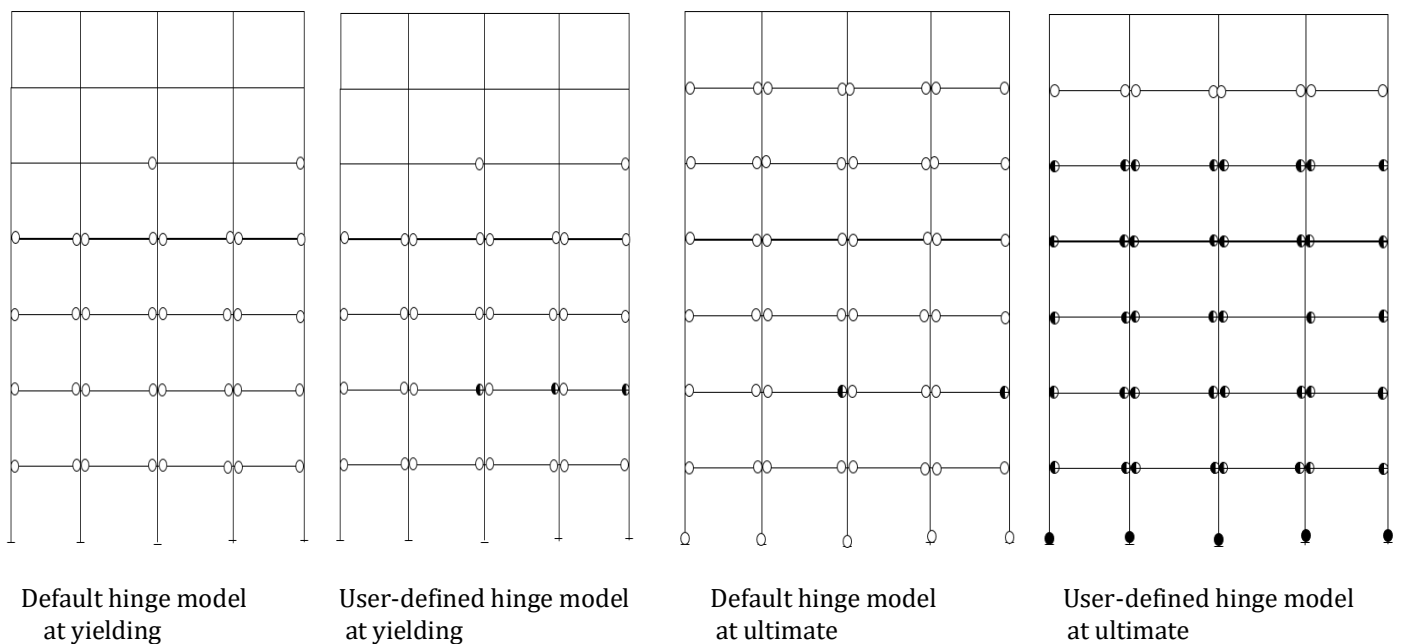 Default hinge model
at yielding
User-defined hinge model
at yielding
Default hinge model
at ultimate
User-defined hinge model
at ultimate